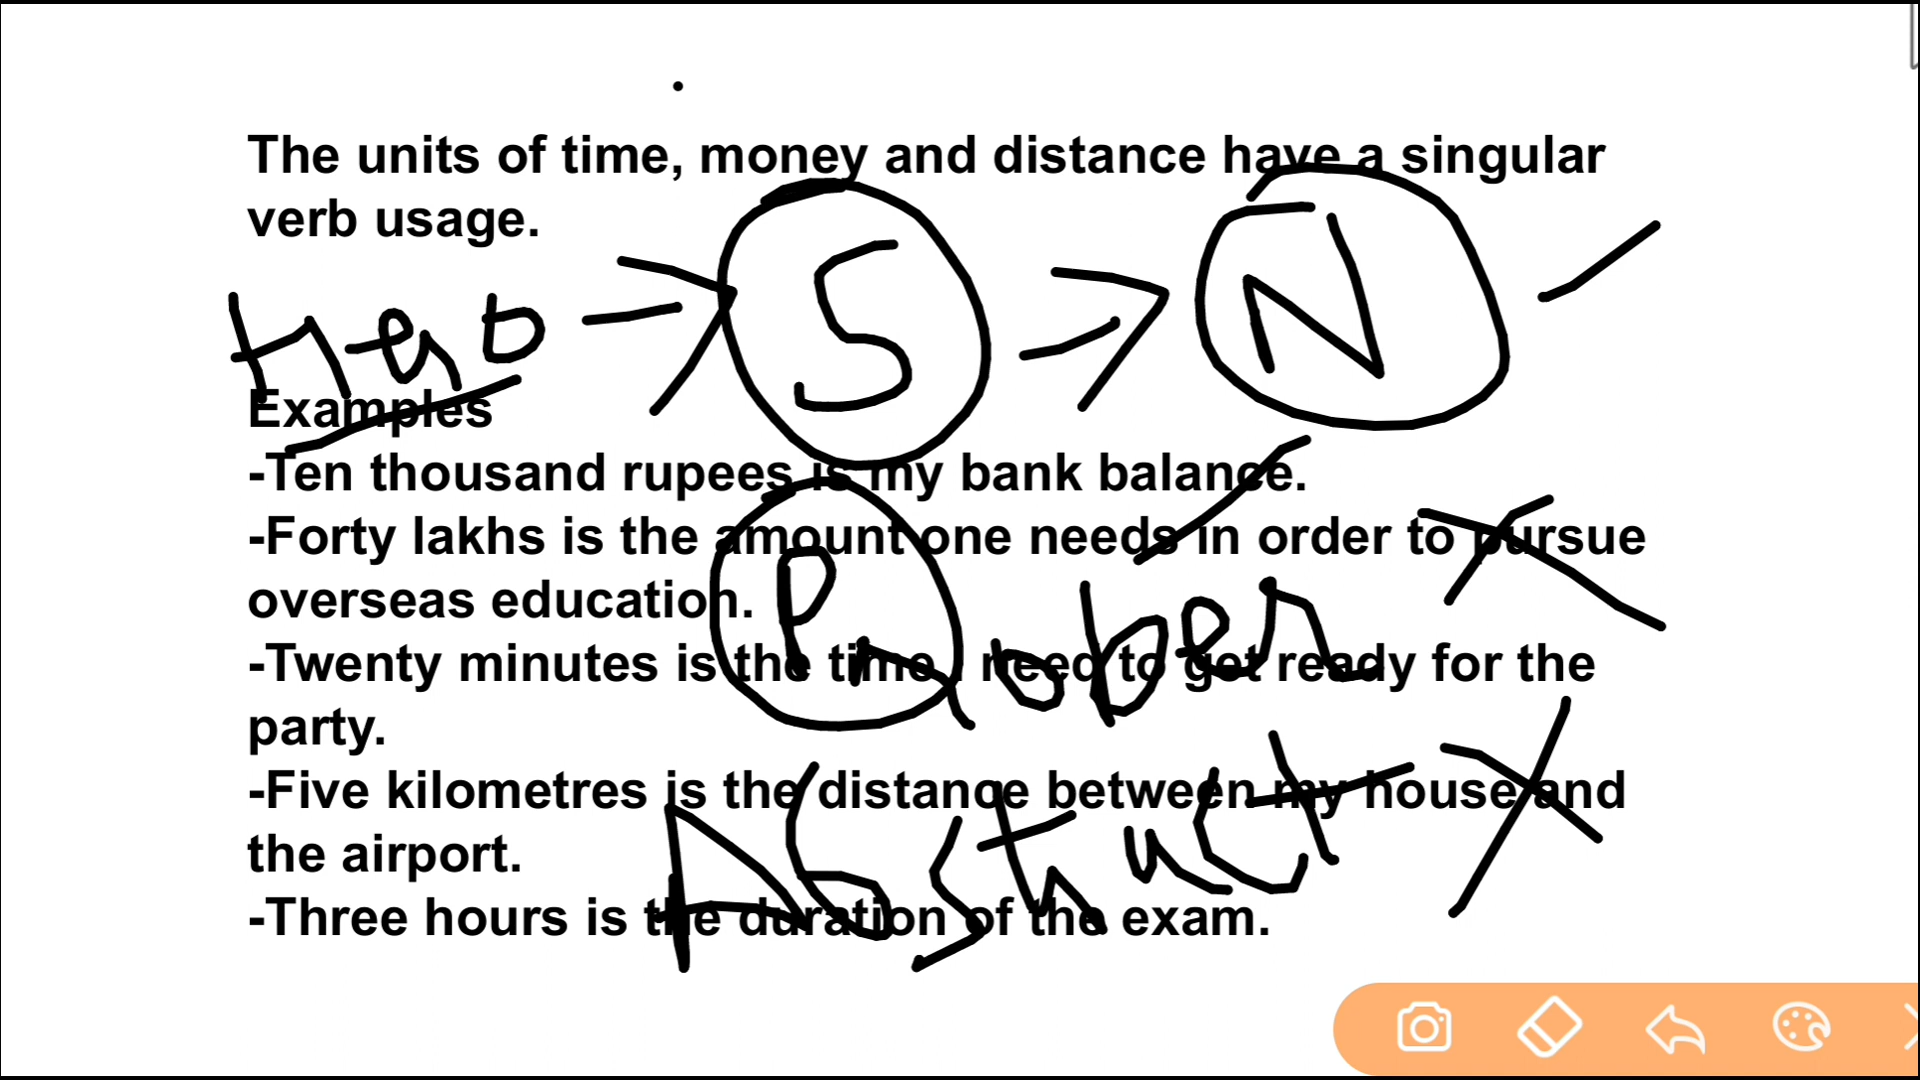 The units of time, money and distance have a singular
verb usage.
Hero → S → N
Examples
-Ten thousand rupees is my bank balance.
-Forty lakhs is the amount one needs in order to pursue
overseas education.
P
-Twenty minutes is the time I need to get ready for the
party.
-Five kilometres is the distance between my house and
the airport.
-Three hours is the duration of the exam.